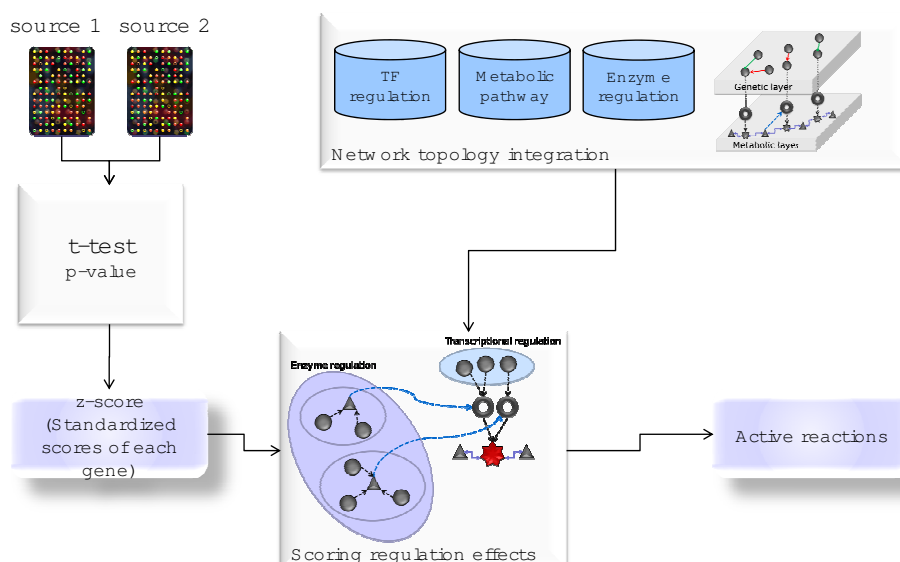 source 1
source 2
TF
regulation
Metabolic
pathway
Enzyme
regulation
Genetic layer
Metabolic layer
Network topology integration
t-test
p-value
Transcriptional regulation
Enzyme regulation
z-score
(Standardized
scores of each
gene)
Active reactions
Scoring regulation effects